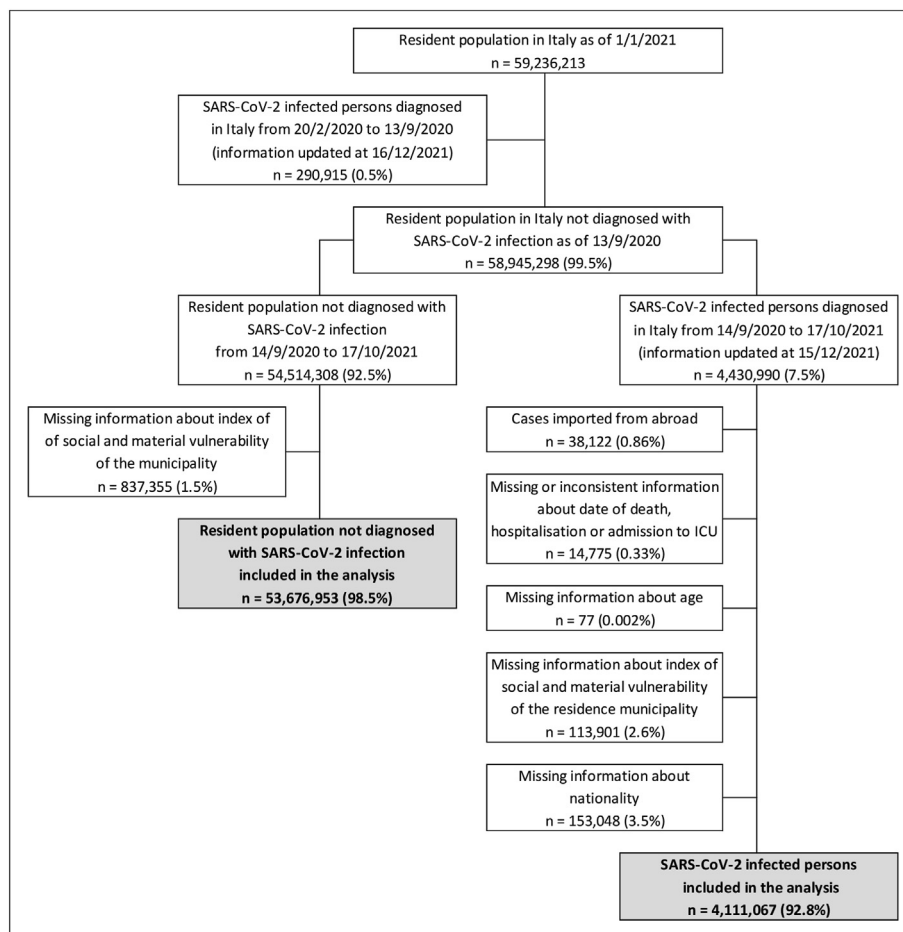 Resident population in Italy as of 1/1/2021
n = 59,236,213
SARS-CoV-2 infected persons diagnosed
in Italy from 20/2/2020 to 13/9/2020
(information updated at 16/12/2021)
n = 290,915 (0.5%)
Resident population in Italy not diagnosed with
SARS-CoV-2 infection as of 13/9/2020
n = 58,945,298 (99.5%)
Resident population not diagnosed with
SARS-CoV-2 infection
from 14/9/2020 to 17/10/2021
n = 54,514,308 (92.5%)
SARS-CoV-2 infected persons diagnosed
in Italy from 14/9/2020 to 17/10/2021
(information updated at 15/12/2021)
n = 4,430,990 (7.5%)
Missing information about index of
of social and material vulnerability
of the municipality
n = 837,355 (1.5%)
Resident population not diagnosed
with SARS-CoV-2 infection
included in the analysis
n = 53,676,953 (98.5%)
Cases imported from abroad
n = 38,122 (0.86%)
Missing or inconsistent information
about date of death,
hospitalisation or admission to ICU
n = 14,775 (0.33%)
Missing information about age
n = 77 (0.002%)
Missing information about index of
social and material vulnerability
of the residence municipality
n = 113,901 (2.6%)
Missing information about
nationality
n = 153,048 (3.5%)
SARS-CoV-2 infected persons
included in the analysis
n = 4,111,067 (92.8%)